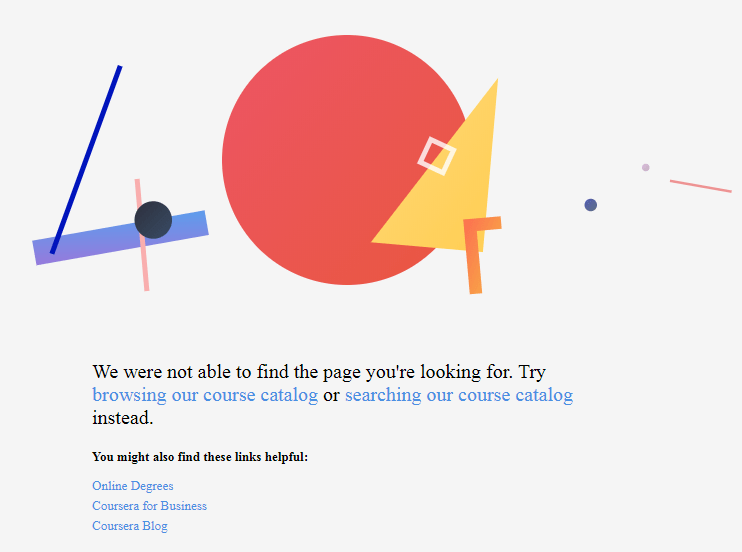 We were not able to find the page you're looking for. Try
browsing our course catalog or searching our course catalog
instead.
You might also find these links helpful:
Online Degrees
Coursera for Business
Coursera Blog